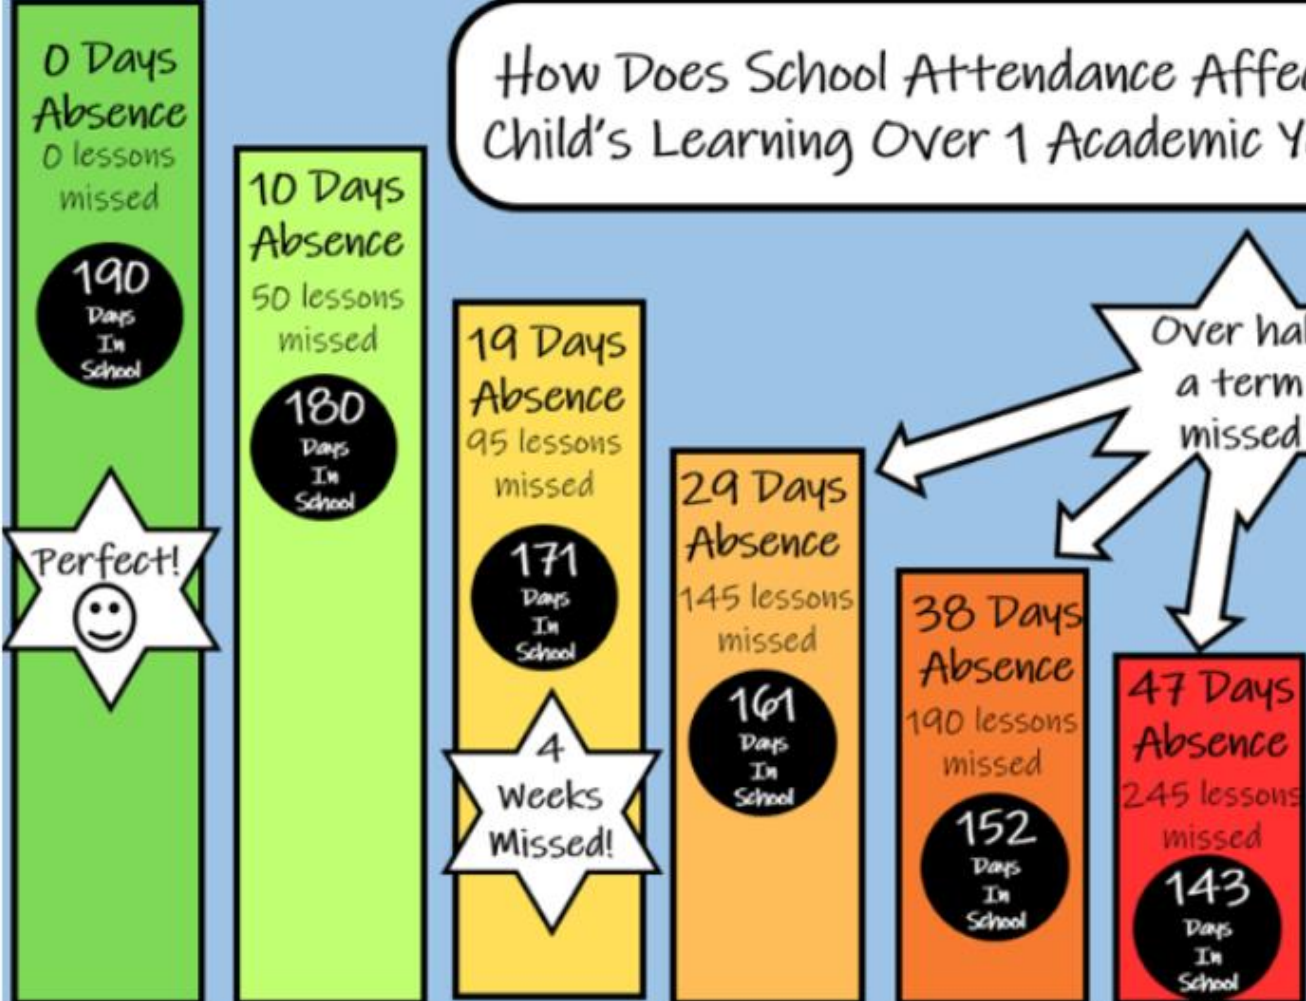 How Does School Attendance Affec
Child's Learning Over 1 Academic Y
0 Days
Absence
0 lessons
missed
190
Days
In
School
Perfect!
10 Days
Absence
50 lessons
missed
180
Days
In
School
19 Days
Absence
95 lessons
missed
171
Days
In
School
4
Weeks
Missed!
29 Days
Absence
145 lessons
missed
161
Days
In
School
38 Days
Absence
190 lessons
missed
152
Days
In
School
Over hal
a term
missed
47 Days
Absence
245 lessons
missed
143
Days
In
School